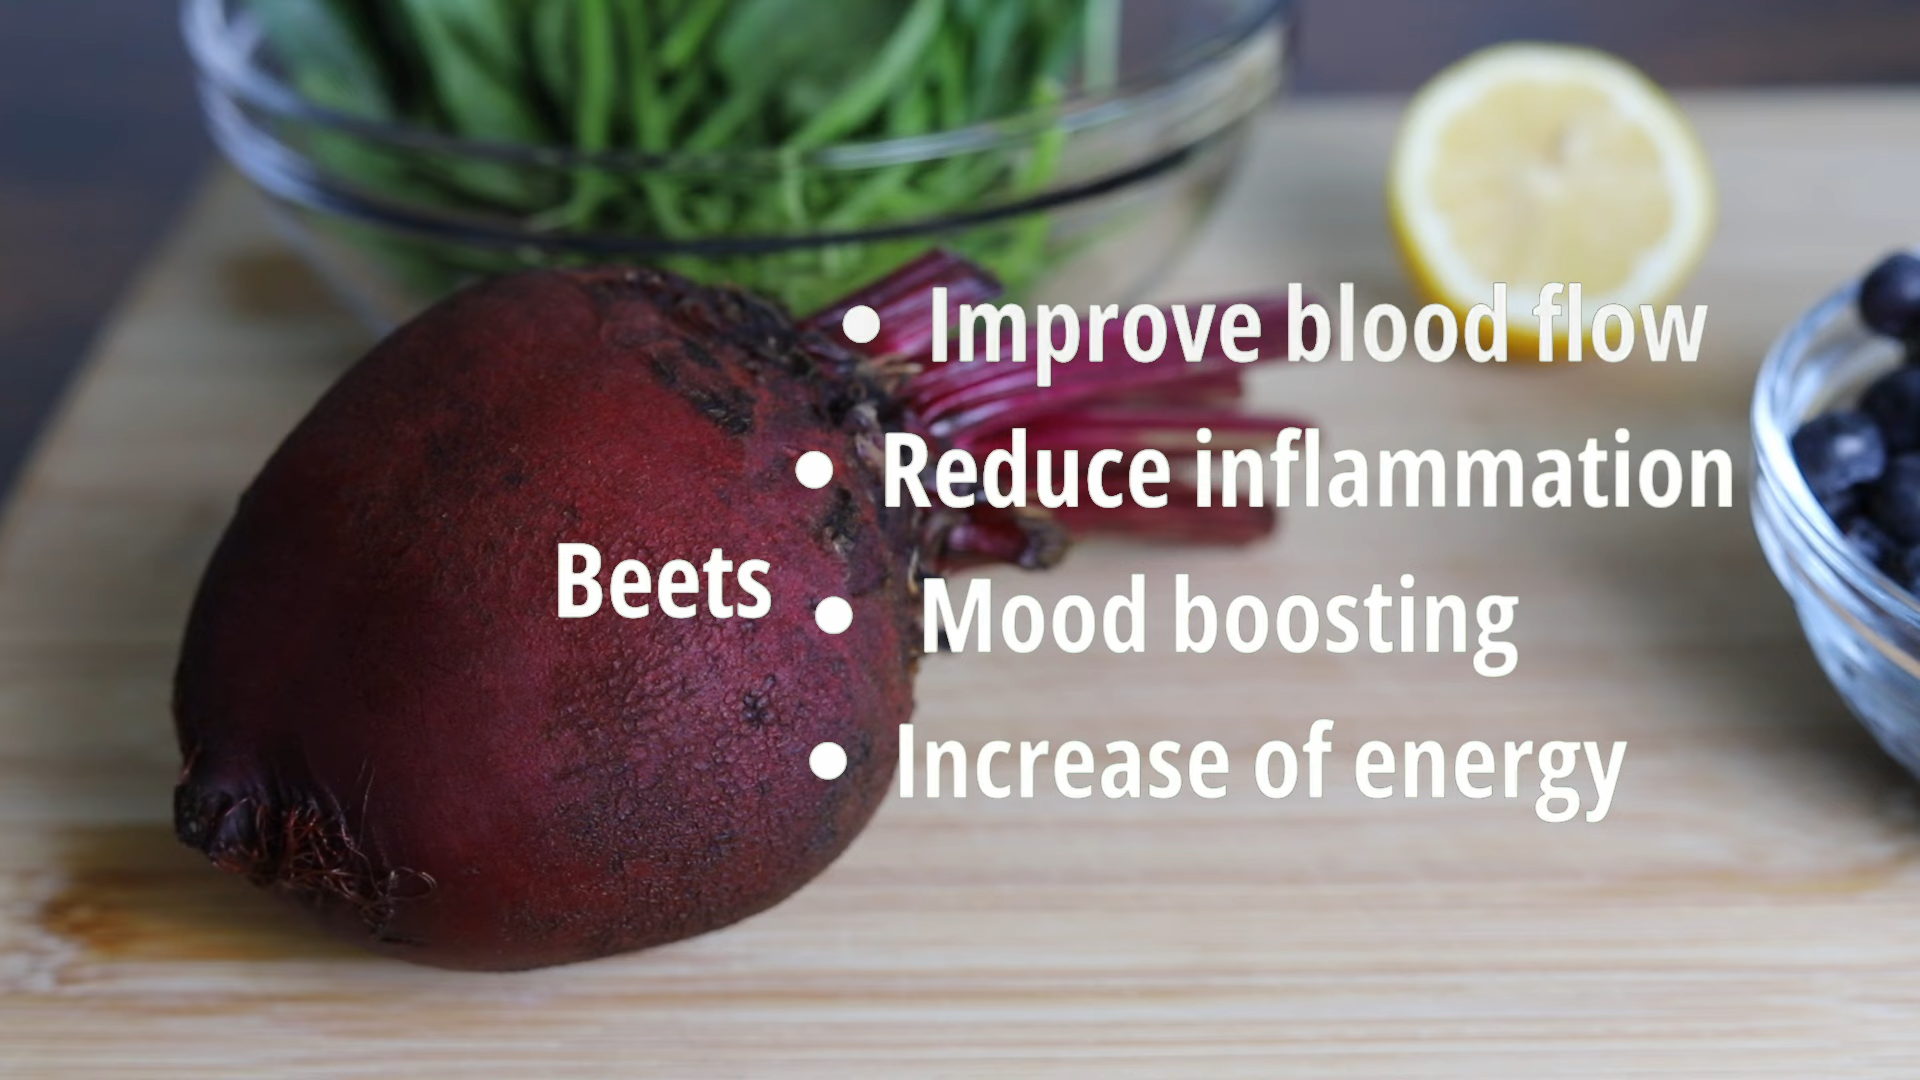 • Improve blood flow
• Reduce inflammation
Beets
• Mood boosting
• Increase of energy